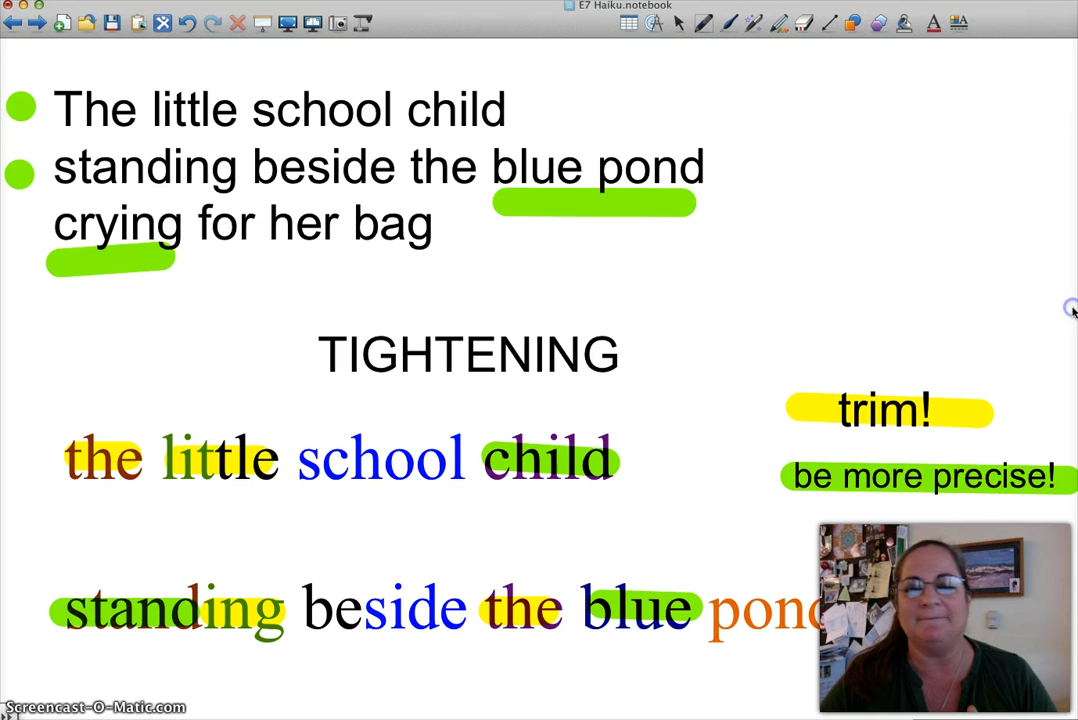 E7 Haiku.notebook
The little school child
standing beside the blue pond
crying for her bag
TIGHTENING
trim!
the little school child
be more precise!
standing beside the blue pond
Screencast-O-Matic.com